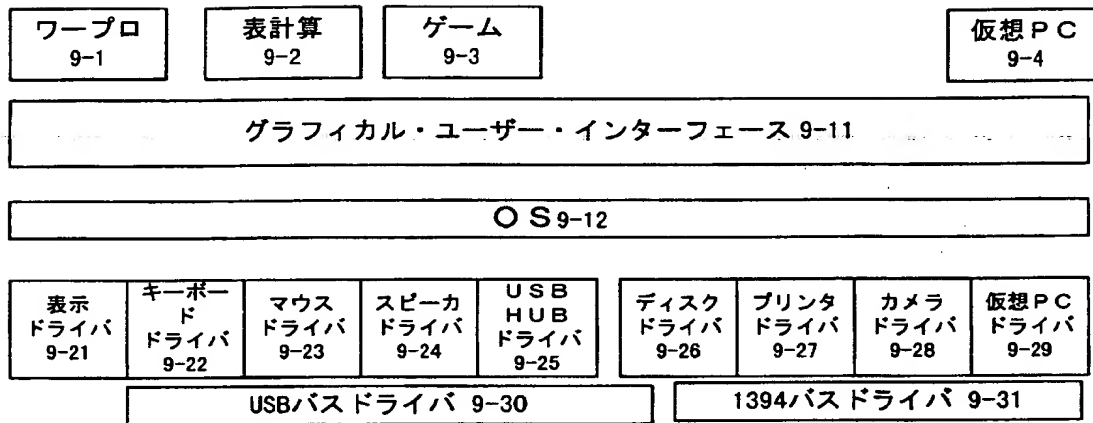 ワープロ
9-1
表計算
9-2
ゲーム
9-3
仮想PC
9-4
グラフィカル・ユーザー・インターフェース 9-11
OS 9-12
表示
ドライバ
9-21
キーボー
ド
ドライバ
9-22
マウス
ドライバ
9-23
スピーカ
ドライバ
9-24
USB
HUB
ドライバ
9-25
ディスク
ドライバ
9-26
プリンタ
ドライバ
9-27
カメラ
ドライバ
9-28
仮想PC
ドライバ
9-29
USBバスドライバ 9-30
1394バスドライバ 9-31